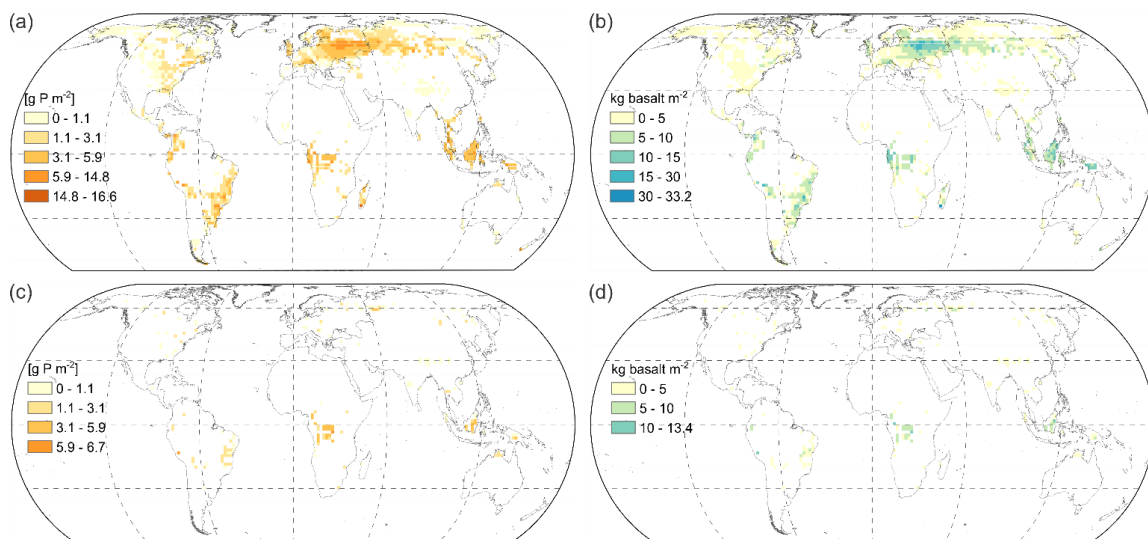 (a)
[g P m⁻²]
0 - 1.1
1.1 - 3.1
3.1 - 5.9
5.9 - 14.8
14.8 - 16.6
(b)
kg basalt m⁻²
0 - 5
5 - 10
10 - 15
15 - 30
30 - 33.2
(c)
[g P m⁻²]
0 - 1.1
1.1 - 3.1
3.1 - 5.9
5.9 - 6.7
(d)
kg basalt m⁻²
0 - 5
5 - 10
10 - 13.4